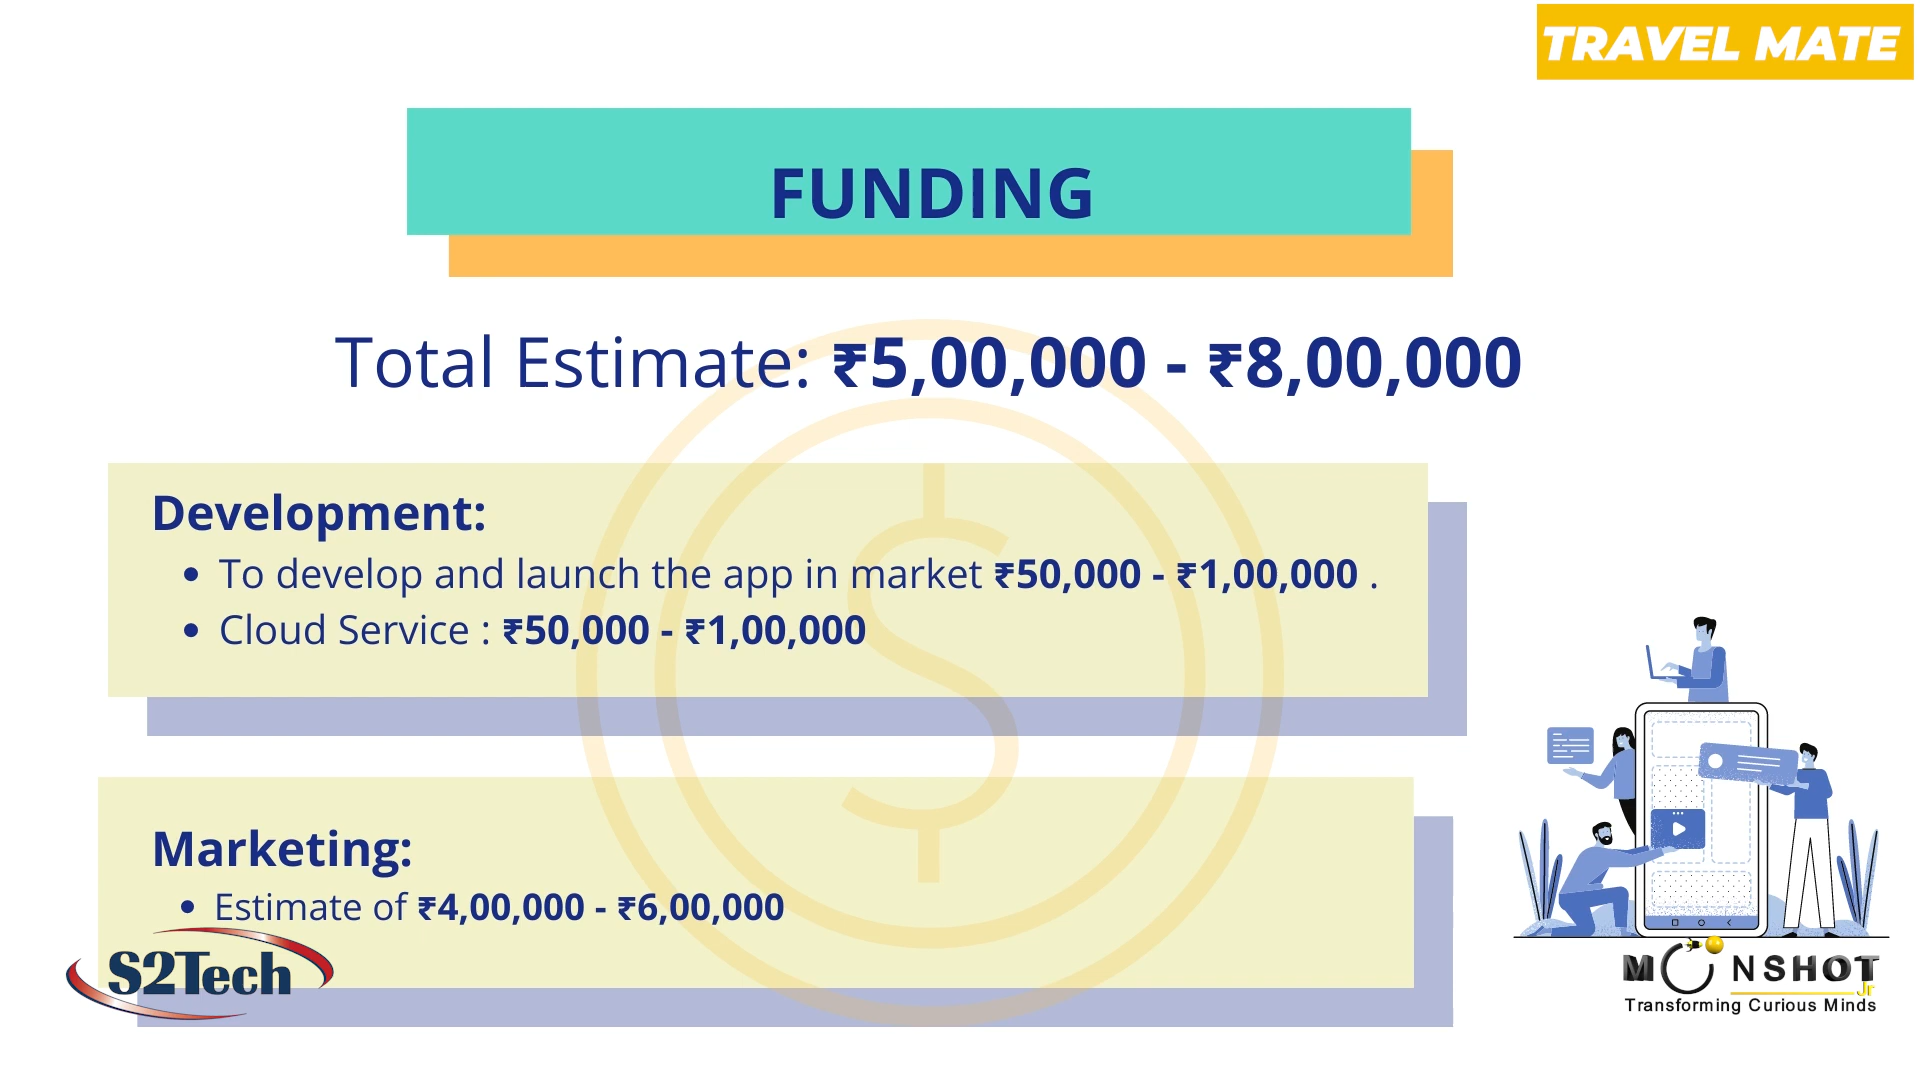 TRAVEL MATE
FUNDING
Total Estimate: ₹5,00,000 - ₹8,00,000
Development:
• To develop and launch the app in market ₹50,000 - ₹1,00,000 .
• Cloud Service : ₹50,000 - ₹1,00,000
Marketing:
• Estimate of ₹4,00,000 - ₹6,00,000
S2Tech
MOONSHOT
Jr
Transforming Curious Minds